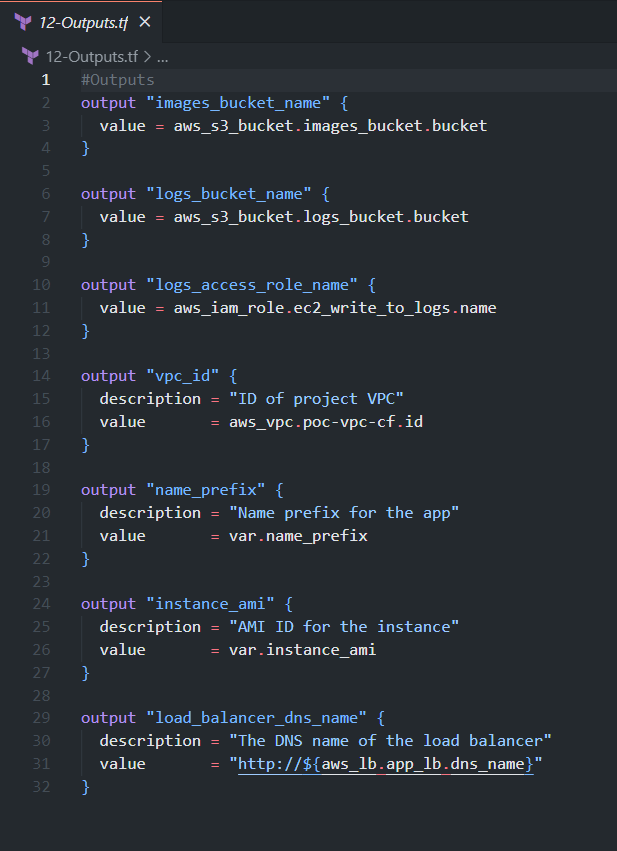 12-Outputs.tf ×
12-Outputs.tf > ...
1 #Outputs
2 output "images_bucket_name" {
3   value = aws_s3_bucket.images_bucket.bucket
4 }
5
6 output "logs_bucket_name" {
7   value = aws_s3_bucket.logs_bucket.bucket
8 }
9
10 output "logs_access_role_name" {
11   value = aws_iam_role.ec2_write_to_logs.name
12 }
13
14 output "vpc_id" {
15   description = "ID of project VPC"
16   value       = aws_vpc.poc-vpc-cf.id
17 }
18
19 output "name_prefix" {
20   description = "Name prefix for the app"
21   value       = var.name_prefix
22 }
23
24 output "instance_ami" {
25   description = "AMI ID for the instance"
26   value       = var.instance_ami
27 }
28
29 output "load_balancer_dns_name" {
30   description = "The DNS name of the load balancer"
31   value       = "http://${aws_lb.app_lb.dns_name}"
32 }